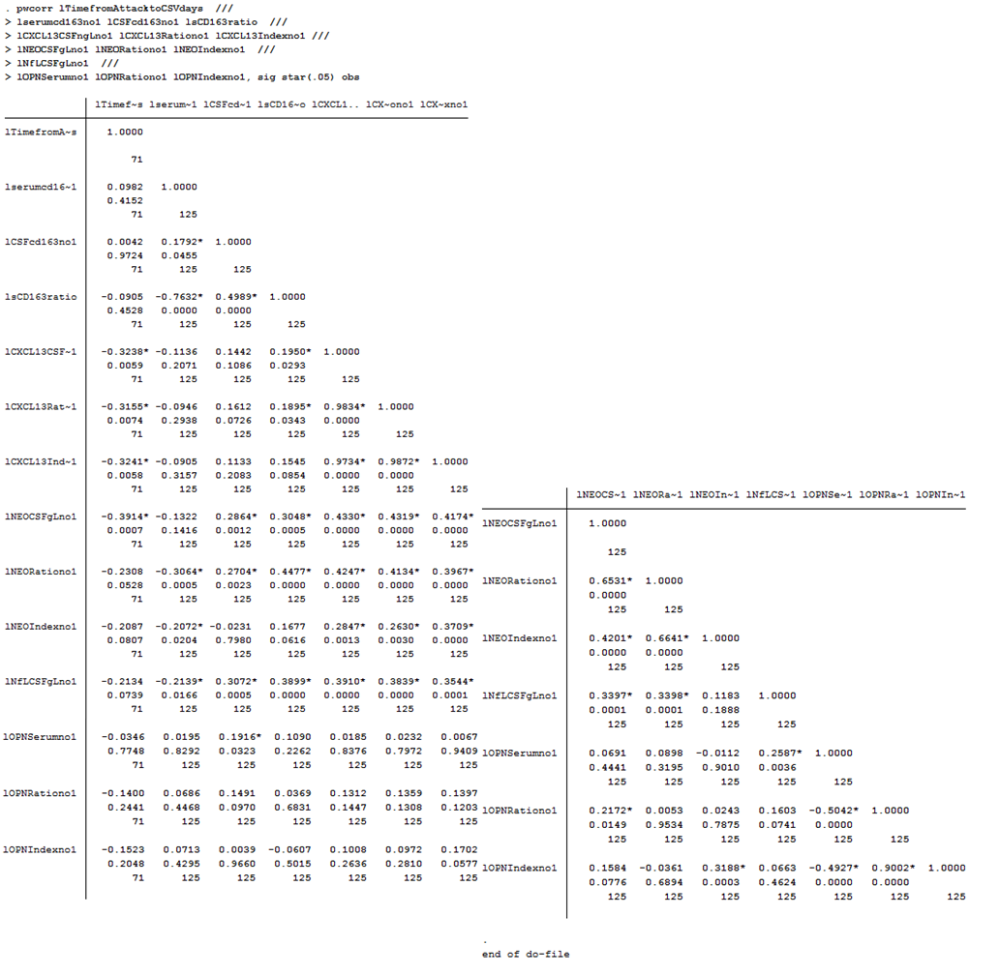 . pwcorr lTimefromAttacktoCSVdays  ///
> lserumcd163no1 lCSFcd163no1 lsCD163ratio  ///
> lCXCL13CSFngLno1 lCXCL13Rationo1 lCXCL13Indexno1 ///
> lNEOCSFgLno1 lNEORationo1 lNEOIndexno1  ///
> lNfLCSFgLno1  ///
> lOPNSerumno1 lOPNRationo1 lOPNIndexno1, sig star(.05) obs
lTimef~s lserum~1 lCSFcd~1 lsCD16~o lCXCL1.. lCX~ono1 lCX~xno1
lTimefromA~s 1.0000
71
lserumcd16~1 0.0982 1.0000
0.4152
71 125
lCSFcd163no1 0.0042 0.1792* 1.0000
0.9724 0.0455
71 125 125
lsCD163ratio -0.0905 -0.7632* 0.4989* 1.0000
0.4528 0.0000 0.0000
71 125 125 125
lCXCL13CSF~1 -0.3238* -0.1136 0.1442 0.1950* 1.0000
0.0059 0.2071 0.1086 0.0293
71 125 125 125 125
lCXCL13Rat~1 -0.3155* -0.0946 0.1612 0.1895* 0.9834* 1.0000
0.0074 0.2938 0.0726 0.0343 0.0000
71 125 125 125 125 125
lCXCL13Ind~1 -0.3241* -0.0905 0.1133 0.1545 0.9734* 0.9872* 1.0000
0.0058 0.3157 0.2083 0.0854 0.0000 0.0000
71 125 125 125 125 125 125
lNEOCSFgLno1 -0.3914* -0.1322 0.2864* 0.3048* 0.4330* 0.4319* 0.4174*
0.0007 0.1416 0.0012 0.0005 0.0000 0.0000 0.0000
71 125 125 125 125 125 125
lNEORationo1 -0.2308 -0.3064* 0.2704* 0.4477* 0.4247* 0.4134* 0.3967*
0.0528 0.0005 0.0023 0.0000 0.0000 0.0000 0.0000
71 125 125 125 125 125 125
lNEOIndexno1 -0.2087 -0.2072* -0.0231 0.1677 0.2847* 0.2630* 0.3709*
0.0807 0.0204 0.7980 0.0616 0.0013 0.0030 0.0000
71 125 125 125 125 125 125
lNfLCSFgLno1 -0.2134 -0.2139* 0.3072* 0.3899* 0.3910* 0.3839* 0.3544*
0.0739 0.0166 0.0005 0.0000 0.0000 0.0000 0.0001
71 125 125 125 125 125 125
lOPNSerumno1 -0.0346 0.0195 0.1916* 0.1090 0.0185 0.0232 0.0067
0.7748 0.8292 0.0323 0.2262 0.8376 0.7972 0.9409
71 125 125 125 125 125 125
lOPNRationo1 -0.1400 0.0686 0.1491 0.0369 0.1312 0.1359 0.1397
0.2441 0.4468 0.0970 0.6831 0.1447 0.1308 0.1203
71 125 125 125 125 125 125
lOPNIndexno1 -0.1523 0.0713 0.0039 -0.0607 0.1008 0.0972 0.1702
0.2048 0.4295 0.9660 0.5015 0.2636 0.2810 0.0577
71 125 125 125 125 125 125
lNEOCS~1 lNEORa~1 lNEOIn~1 lNfLCS~1 lOPNSe~1 lOPNRa~1 lOPNIn~1
lNEOCSFgLno1 1.0000
125
lNEORationo1 0.6531* 1.0000
0.0000
125 125
lNEOIndexno1 0.4201* 0.6641* 1.0000
0.0000 0.0000
125 125 125
lNfLCSFgLno1 0.3397* 0.3398* 0.1183 1.0000
0.0001 0.0001 0.1888
125 125 125 125
lOPNSerumno1 0.0691 0.0898 -0.0112 0.2587* 1.0000
0.4441 0.3195 0.9010 0.0036
125 125 125 125 125
lOPNRationo1 0.2172* 0.0053 0.0243 0.1603 -0.5042* 1.0000
0.0149 0.9534 0.7875 0.0741 0.0000
125 125 125 125 125 125
lOPNIndexno1 0.1584 -0.0361 0.3188* 0.0663 -0.4927* 0.9002* 1.0000
0.0776 0.6894 0.0003 0.4624 0.0000 0.0000
125 125 125 125 125 125 125
.
end of do-file